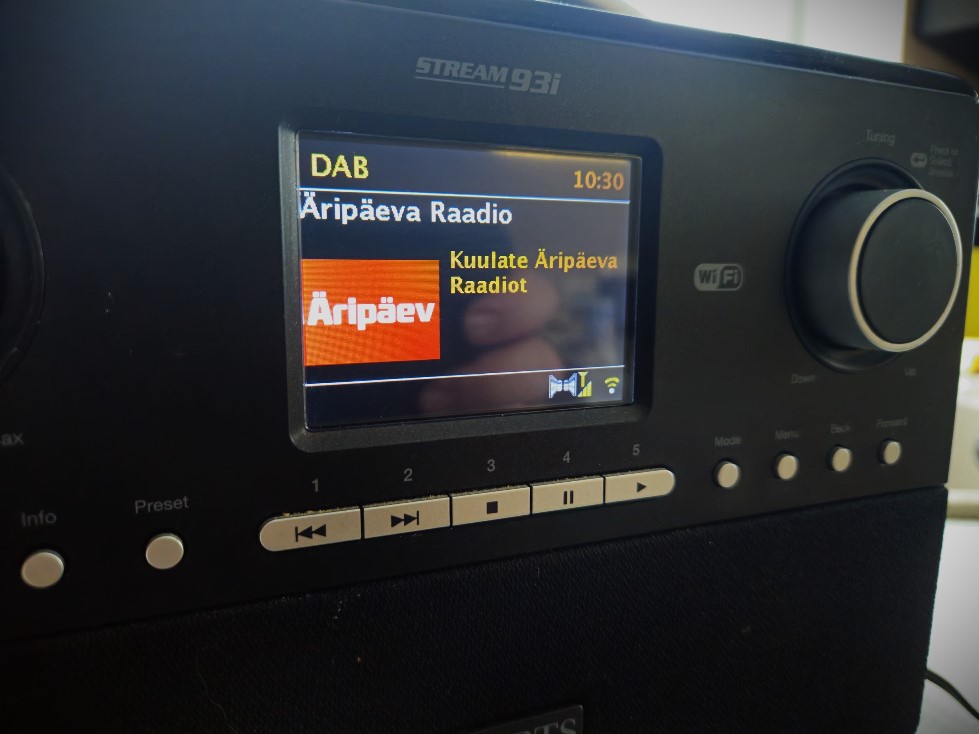 STREAM 93i
DAB
10:30
Äripäeva Raadio
Kuulate Äripäeva
Raadiot
Äripäev
WiFi
Tuning
Down
Up
1
2
3
4
5
Mode
Menu
Back
Info
Preset